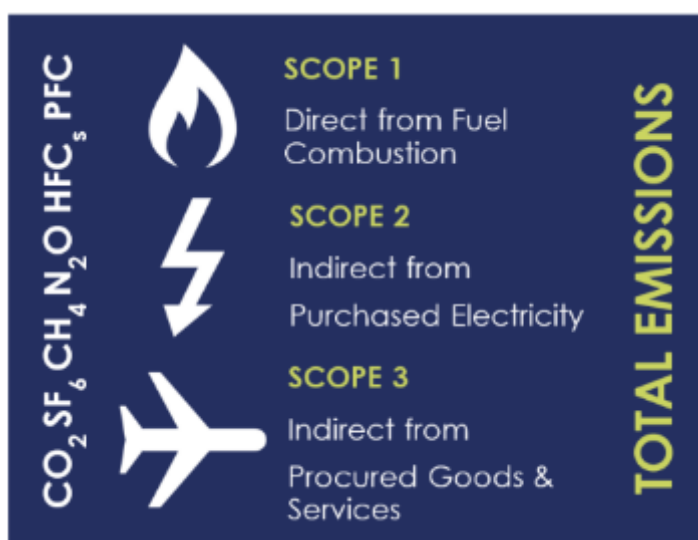 CO₂ SF₆ CH₄ N₂O HFCₛ PFC
SCOPE 1
Direct from Fuel
Combustion
SCOPE 2
Indirect from
Purchased Electricity
SCOPE 3
Indirect from
Procured Goods &
Services
TOTAL EMISSIONS